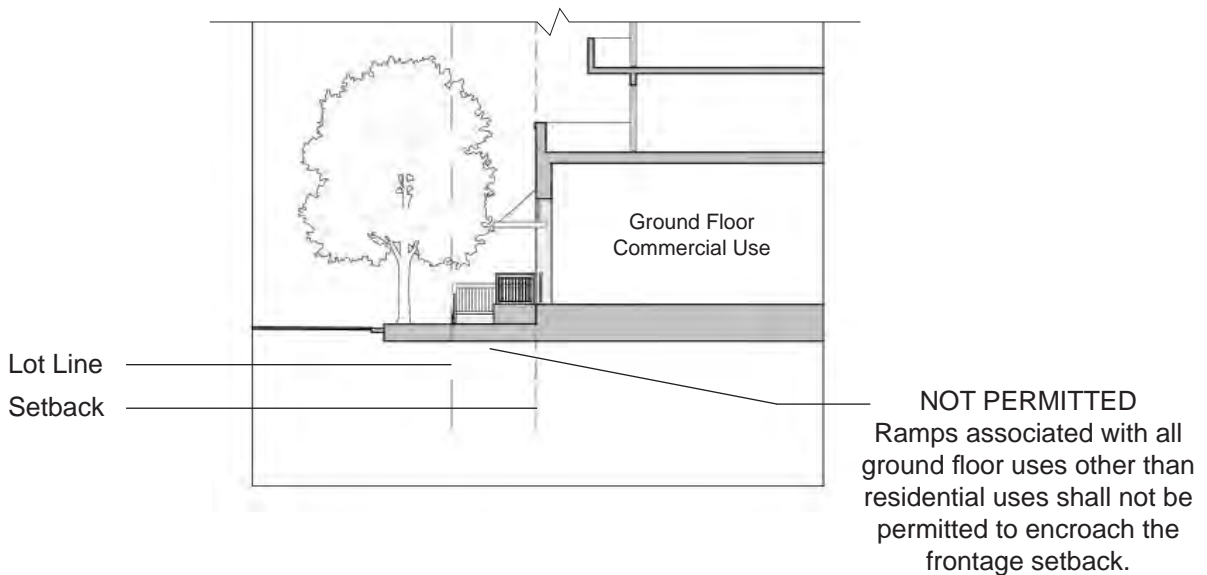 Ground Floor
Commercial Use
Lot Line
Setback
NOT PERMITTED
Ramps associated with all
ground floor uses other than
residential uses shall not be
permitted to encroach the
frontage setback.